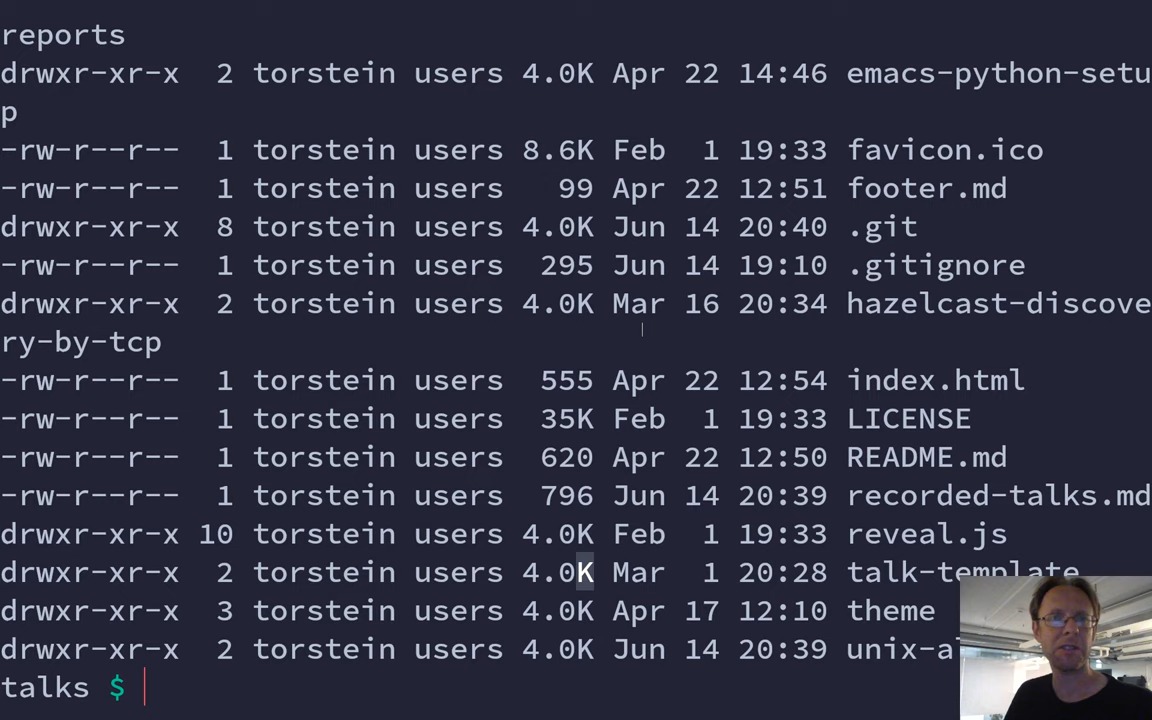 reports
drwxr-xr-x  2 torstein users 4.0K Apr 22 14:46 emacs-python-setu
p
-rw-r--r--  1 torstein users 8.6K Feb  1 19:33 favicon.ico
-rw-r--r--  1 torstein users   99 Apr 22 12:51 footer.md
drwxr-xr-x  8 torstein users 4.0K Jun 14 20:40 .git
-rw-r--r--  1 torstein users  295 Jun 14 19:10 .gitignore
drwxr-xr-x  2 torstein users 4.0K Mar 16 20:34 hazelcast-discove
ry-by-tcp
-rw-r--r--  1 torstein users  555 Apr 22 12:54 index.html
-rw-r--r--  1 torstein users  35K Feb  1 19:33 LICENSE
-rw-r--r--  1 torstein users  620 Apr 22 12:50 README.md
-rw-r--r--  1 torstein users  796 Jun 14 20:39 recorded-talks.md
drwxr-xr-x 10 torstein users 4.0K Feb  1 19:33 reveal.js
drwxr-xr-x  2 torstein users 4.0K Mar  1 20:28 talk-template
drwxr-xr-x  3 torstein users 4.0K Apr 17 12:10 theme
drwxr-xr-x  2 torstein users 4.0K Jun 14 20:39 unix-a
talks $